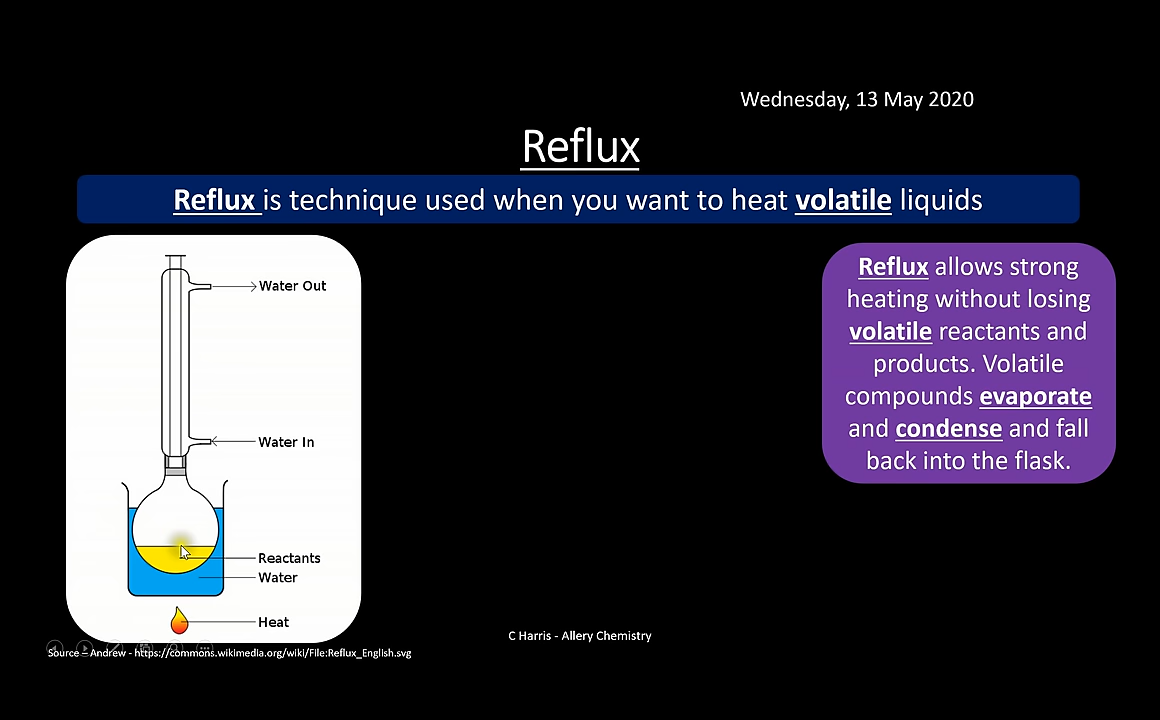 Wednesday, 13 May 2020
Reflux
Reflux is technique used when you want to heat volatile liquids
Water Out
Water In
Reactants
Water
Heat
Reflux allows strong
heating without losing
volatile reactants and
products. Volatile
compounds evaporate
and condense and fall
back into the flask.
C Harris - Allery Chemistry
Source – Andrew - https://commons.wikimedia.org/wiki/File:Reflux_English.svg